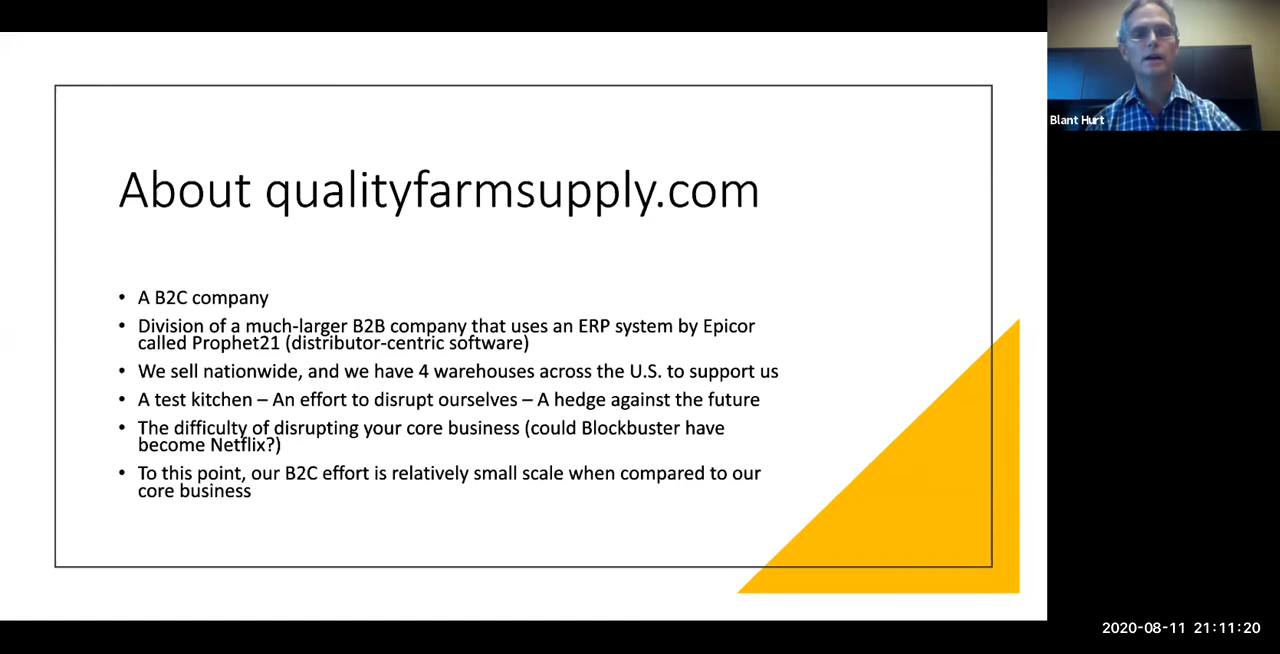 About qualityfarmsupply.com
• A B2C company
• Division of a much-larger B2B company that uses an ERP system by Epicor
called Prophet21 (distributor-centric software)
• We sell nationwide, and we have 4 warehouses across the U.S. to support us
• A test kitchen – An effort to disrupt ourselves – A hedge against the future
• The difficulty of disrupting your core business (could Blockbuster have
become Netflix?)
• To this point, our B2C effort is relatively small scale when compared to our
core business
Blant Hurt
2020-08-11 21:11:20